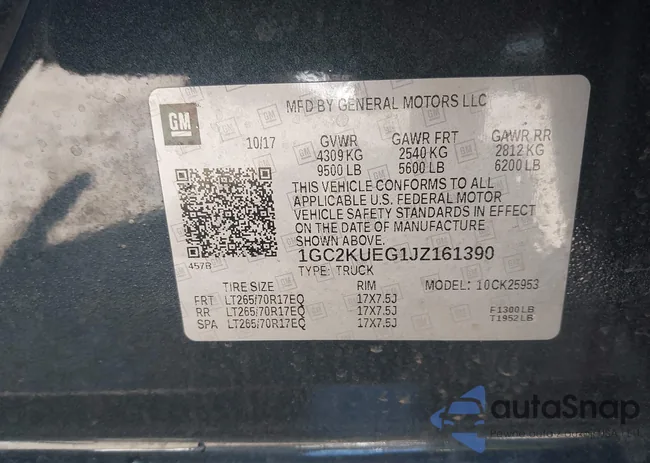 MFD BY GENERAL MOTORS LLC
GM
10/17 GVWR GAWR FRT GAWR RR
4309 KG 2540 KG 2812 KG
9500 LB 5600 LB 6200 LB
THIS VEHICLE CONFORMS TO ALL
APPLICABLE U.S. FEDERAL MOTOR
VEHICLE SAFETY STANDARDS IN EFFECT
ON THE DATE OF MANUFACTURE SHOWN ABOVE.
457B
1GC2KUEG1JZ161390
TYPE: TRUCK MODEL: 10CK25953
TIRE SIZE RIM
FRT LT265/70R17EQ 17X7.5J
RR LT265/70R17EQ 17X7.5J
SPA LT265/70R17EQ 17X7.5J
F1300LB
T1952LB
autoSnap